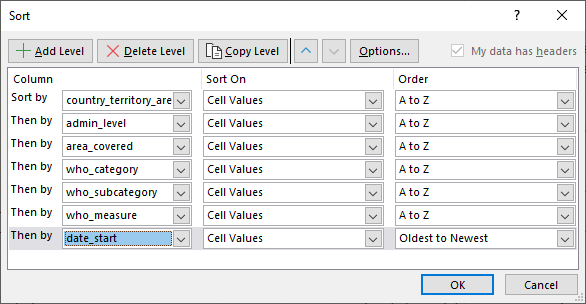 Sort
? 
Add Level Delete Level Copy Level Options... My data has headers
Column Sort On Order
Sort by country_territory_are Cell Values A to Z
Then by admin_level Cell Values A to Z
Then by area_covered Cell Values A to Z
Then by who_category Cell Values A to Z
Then by who_subcategory Cell Values A to Z
Then by who_measure Cell Values A to Z
Then by date_start Cell Values Oldest to Newest
OK Cancel